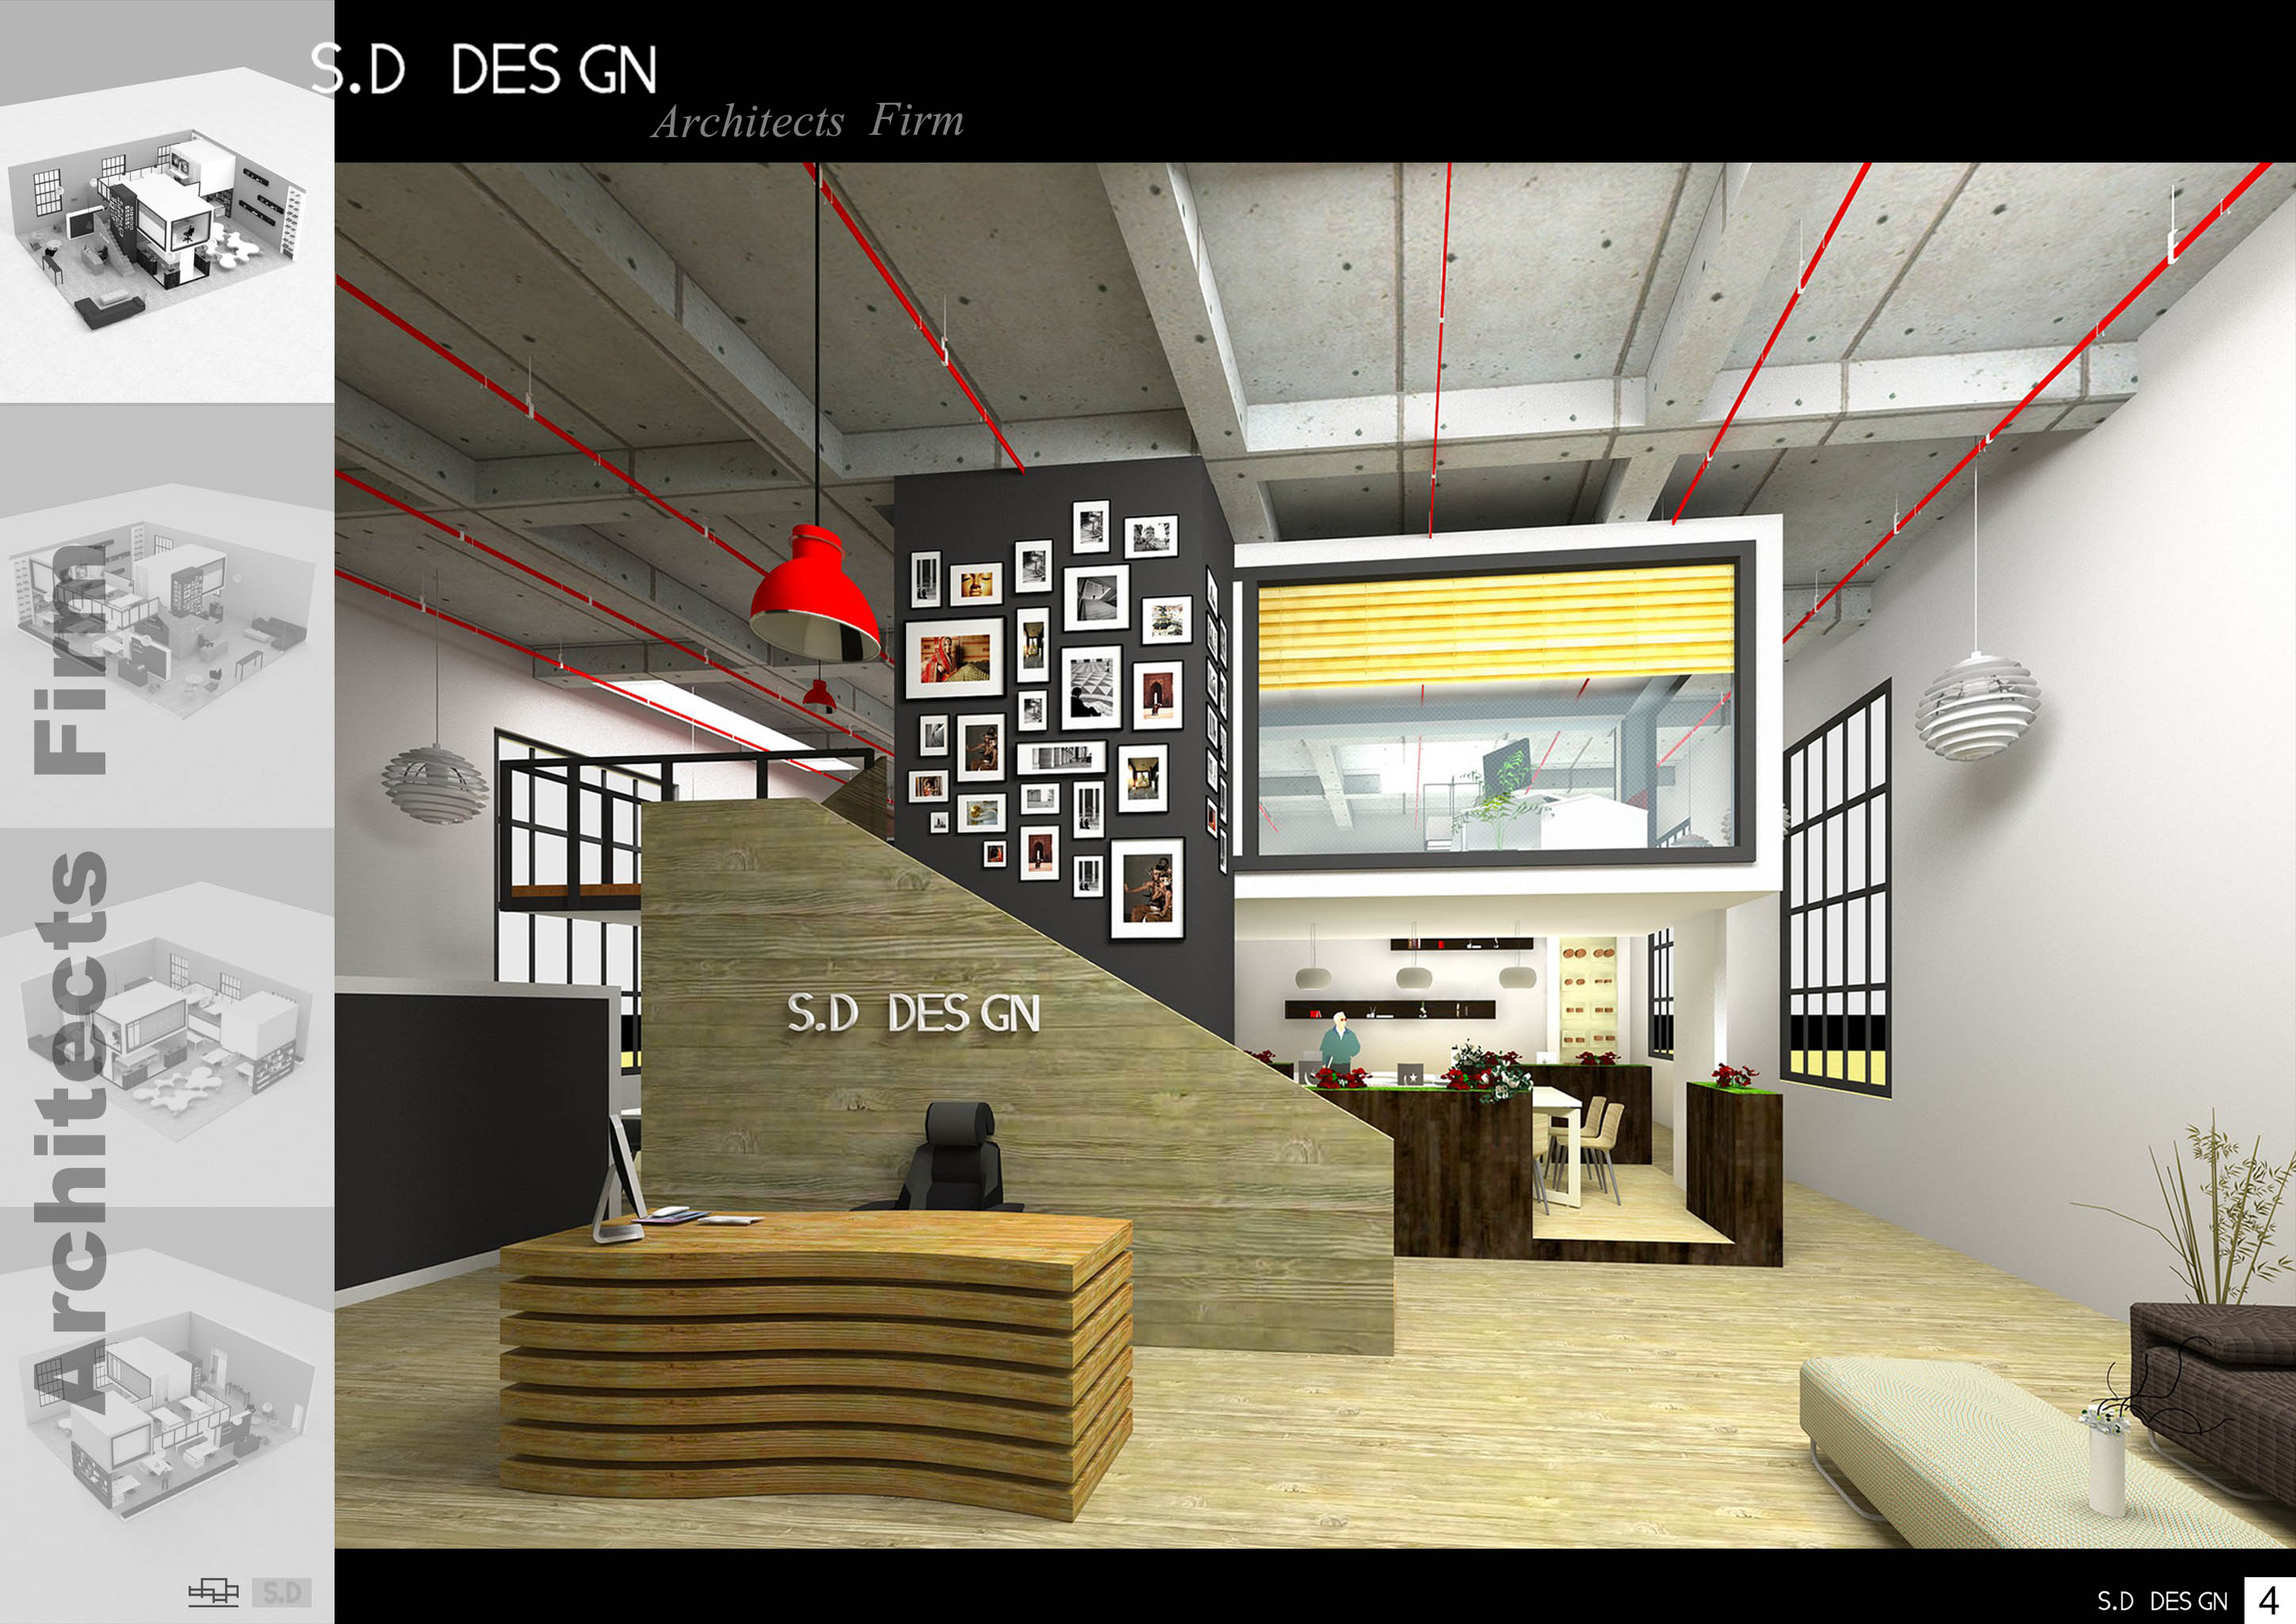 S.D DES GN
Architects Firm
Architects Firm
S.D DES GN
S.D
S.D DES GN
4